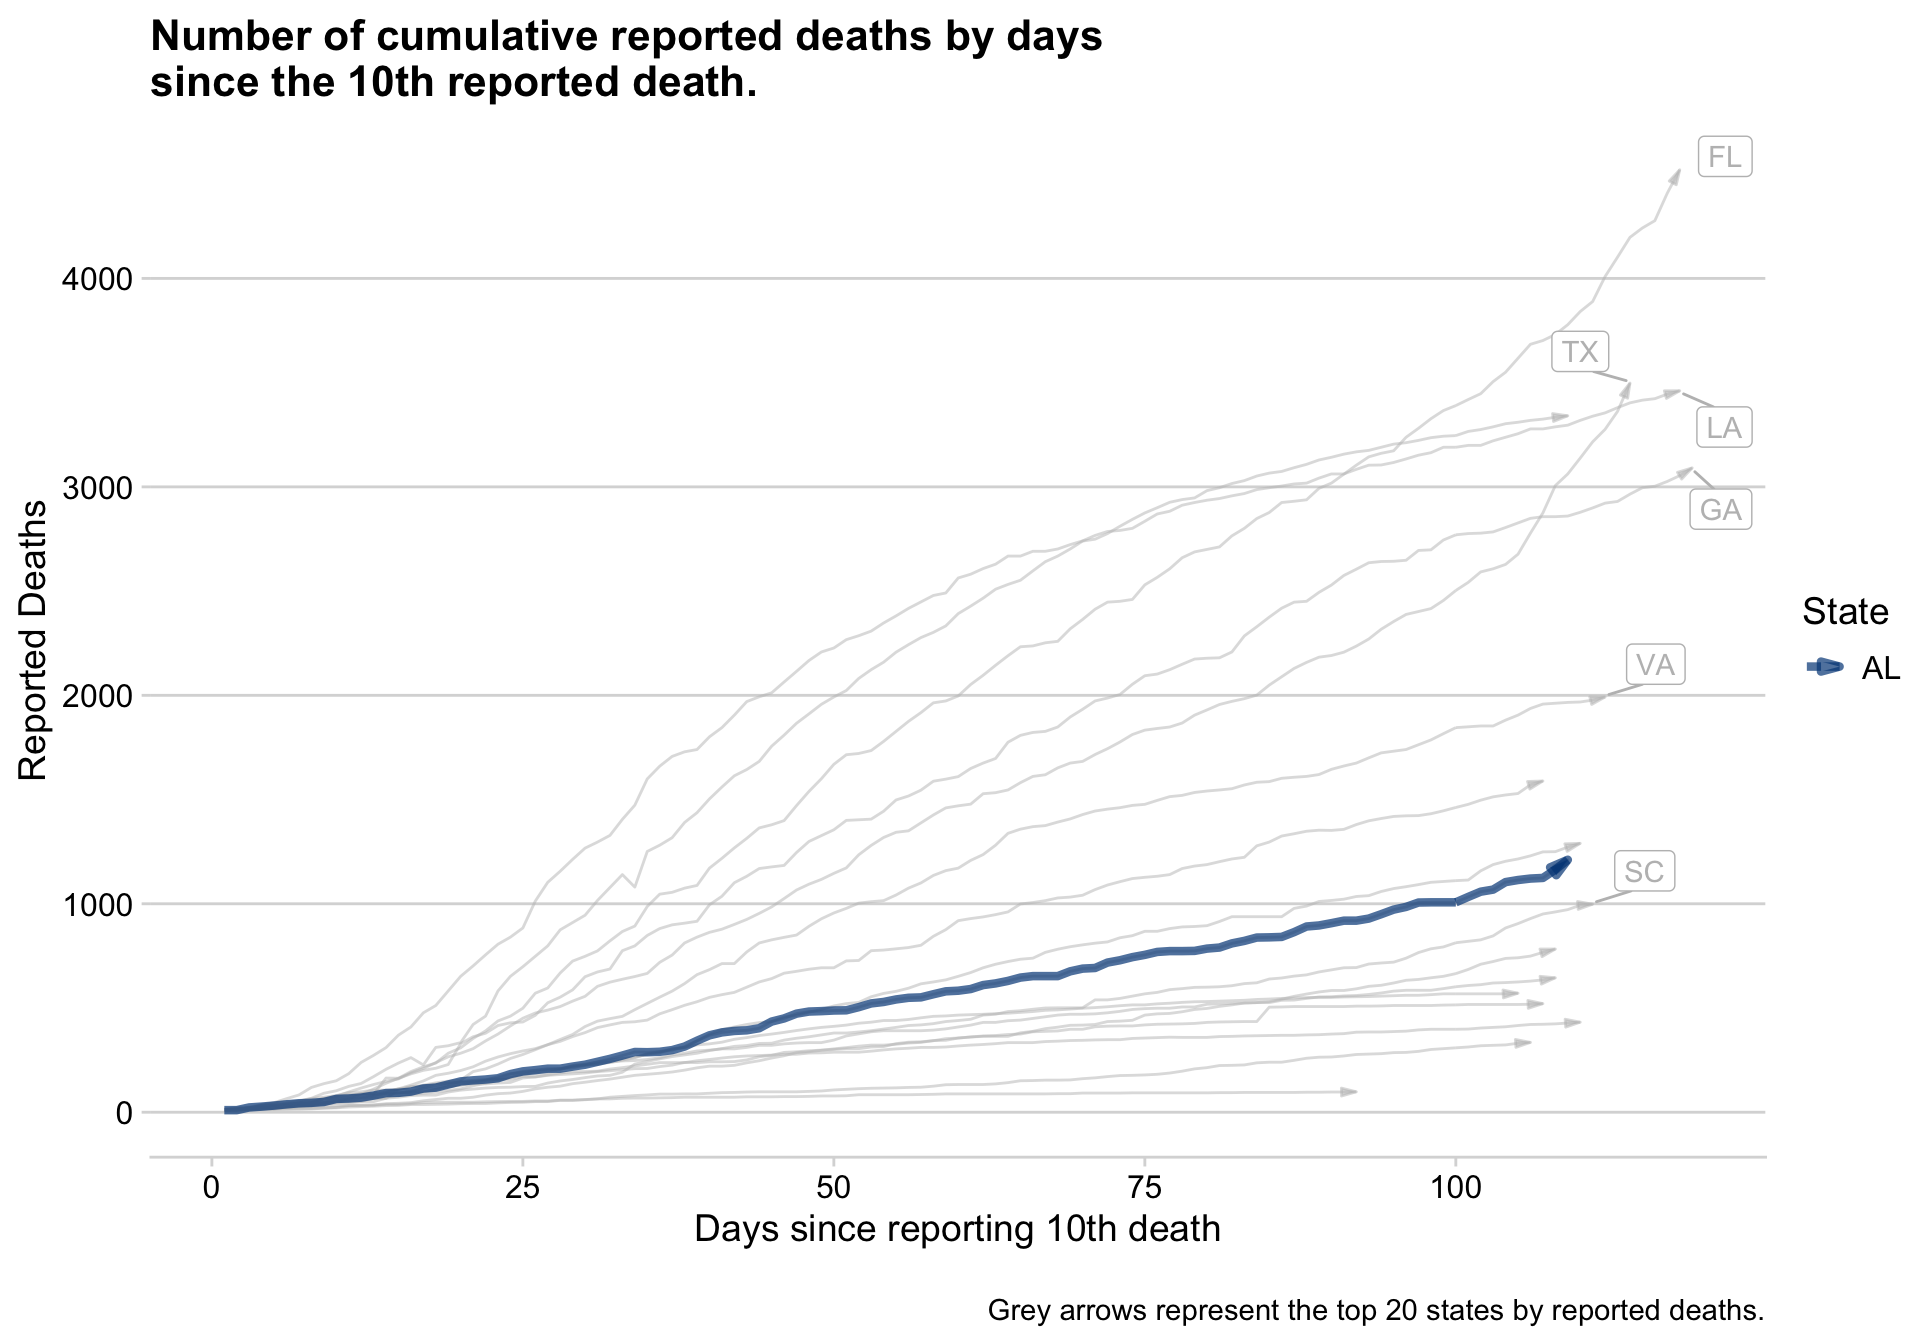 Number of cumulative reported deaths by days
since the 10th reported death.
FL
4000
TX
LA
3000
GA
Reported Deaths
State
AL
VA
2000
SC
1000
0
0 25 50 75 100
Days since reporting 10th death
Grey arrows represent the top 20 states by reported deaths.